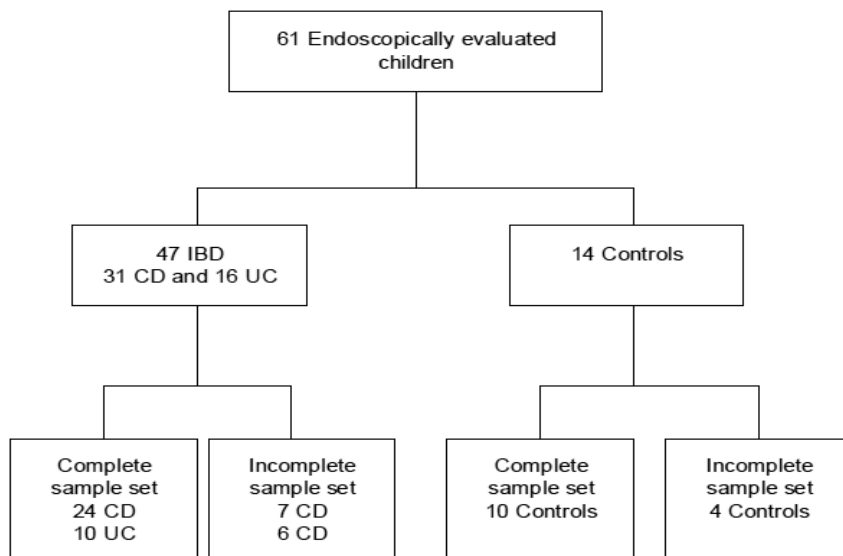 61 Endoscopically evaluated
children
47 IBD
31 CD and 16 UC
14 Controls
Complete
sample set
24 CD
10 UC
Incomplete
sample set
7 CD
6 CD
Complete
sample set
10 Controls
Incomplete
sample set
4 Controls